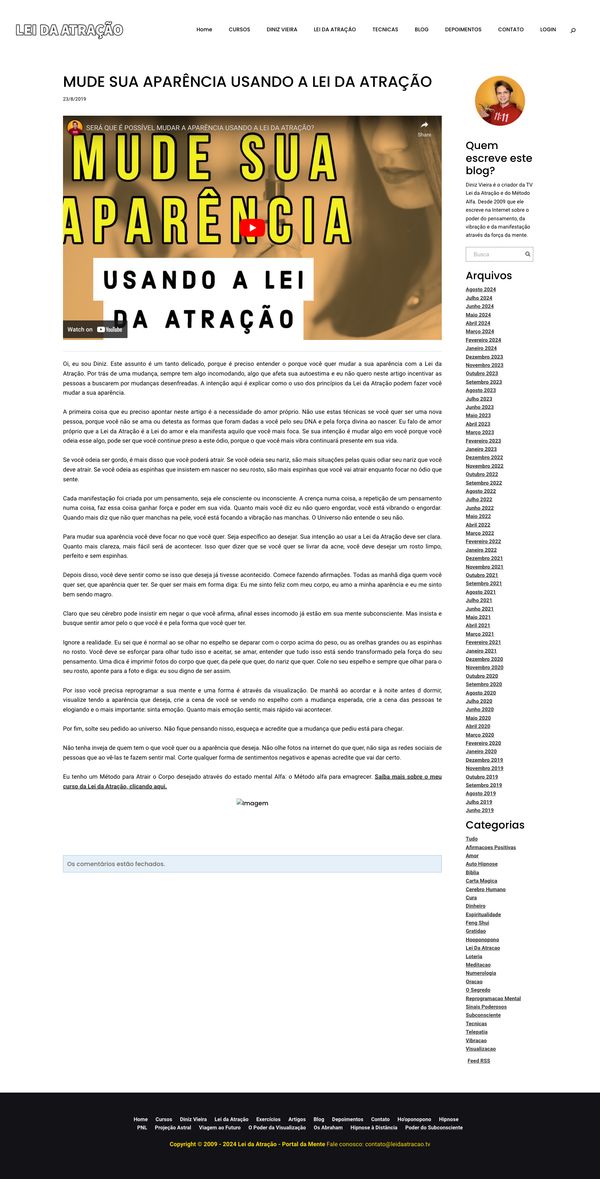 LEI DA ATRAÇÃO
Home CURSOS DINIZ VIEIRA LEI DA ATRAÇÃO TECNICAS BLOG DEPOIMENTOS CONTATO LOGIN
MUDE SUA APARÊNCIA USANDO A LEI DA ATRAÇÃO
23/8/2019
SERÁ QUE É POSSÍVEL MUDAR A APARÊNCIA USANDO A LEI DA ATRAÇÃO?
Share
MUDE SUA
APARÊNCIA
USANDO A LEI
DA ATRAÇÃO
Watch on YouTube
Oi, eu sou Diniz. Este assunto é um tanto delicado, porque é preciso entender o porque você quer mudar a sua aparência com a Lei da
Atração. Por trás de uma mudança, sempre tem algo incomodando, algo que afeta sua autoestima e eu não quero neste artigo incentivar as
pessoas a buscarem por mudanças desenfreadas. A intenção aqui é explicar como o uso dos princípios da Lei da Atração podem fazer você
mudar a sua aparência.
A primeira coisa que eu preciso apontar neste artigo é a necessidade do amor próprio. Não use estas técnicas se você quer ser uma nova
pessoa, porque você não se ama ou detesta as formas que foram dadas a você pelo seu DNA e pela força divina ao nascer. Eu falo de amor
próprio que a Lei da Atração é a Lei do amor e ela manifesta aquilo que você mais foca. Se sua intenção é mudar algo em você porque você
odeia esse algo, pode ser que você continue preso a este ódio, porque o que você mais vibra continuará presente em sua vida.
Se você odeia ser gordo, é mais disso que você poderá atrair. Se você odeia seu nariz, são mais situações pelas quais odiar seu nariz que você
deve atrair. Se você odeia as espinhas que insistem em nascer no seu rosto, são mais espinhas que você vai atrair enquanto focar no ódio que
sente.
Cada manifestação foi criada por um pensamento, seja ele consciente ou inconsciente. A crença numa coisa, a repetição de um pensamento
numa coisa, faz essa coisa ganhar força e poder em sua vida. Quanto mais você diz eu não quero engordar, você está vibrando o engordar.
Quando mais diz que não quer manchas na pele, você está focando a vibração nas manchas. O Universo não entende o seu não.
Para mudar sua aparência você deve focar no que você quer. Seja específico ao desejar. Sua intenção ao usar a Lei da Atração deve ser clara.
Quanto mais clareza, mais fácil será de acontecer. Isso quer dizer que se você quer se livrar da acne, você deve desejar um rosto limpo,
perfeito e sem espinhas.
Depois disso, você deve sentir como se isso que deseja já tivesse acontecido. Comece fazendo afirmações. Todas as manhã diga quem você
quer ser, que aparência quer ter. Se quer ser mais em forma diga: Eu me sinto feliz com meu corpo, eu amo a minha aparência e eu me sinto
bem sendo magro.
Claro que seu cérebro pode insistir em negar o que você afirma, afinal esses incomodo já estão em sua mente subconsciente. Mas insista e
busque sentir amor pelo o que você é e pela forma que você quer ter.
Ignore a realidade. Eu sei que é normal ao se olhar no espelho se deparar com o corpo acima do peso, ou as orelhas grandes ou as espinhas
no rosto. Você deve se esforçar para olhar tudo isso e aceitar, se amar, entender que tudo isso está sendo transformado pela força do seu
pensamento. Uma dica é imprimir fotos do corpo que quer, da pele que quer, do nariz que quer. Cole no seu espelho e sempre que olhar para o
seu rosto, aponte para a foto e diga: eu sou digno de ser assim.
Por isso você precisa reprogramar a sua mente e uma forma é através da visualização. De manhã ao acordar e à noite antes d dormir,
visualize tendo a aparência que deseja, crie a cena de você se vendo no espelho com a mudança esperada, crie a cena das pessoas te
elogiando e o mais importante: sinta emoção. Quanto mais emoção sentir, mais rápido vai acontecer.
Por fim, solte seu pedido ao universo. Não fique pensando nisso, esqueça e acredite que a mudança que pediu está para chegar.
Não tenha inveja de quem tem o que você quer ou a aparência que deseja. Não olhe fotos na internet do que quer, não siga as redes sociais de
pessoas que ao vê-las te fazem sentir mal. Corte qualquer forma de sentimentos negativos e apenas acredite que vai dar certo.
Eu tenho um Método para Atrair o Corpo desejado através do estado mental Alfa. o Método alfa para emagrecer. Saiba mais sobre o meu
curso da Lei da Atração, clicando aqui.
Imagem
Os comentários estão fechados.
11:11
Quem
escreve este
blog?
Diniz Vieira é o criador da TV
Lei da Atração e do Método
Alfa. Desde 2009 que ele
escreve na Internet sobre o
poder do pensamento, da
vibração e da manifestação
através da força da mente.
Busca
Arquivos
Agosto 2024
Julho 2024
Junho 2024
Maio 2024
Abril 2024
Março 2024
Fevereiro 2024
Janeiro 2024
Dezembro 2023
Novembro 2023
Outubro 2023
Setembro 2023
Agosto 2023
Julho 2023
Junho 2023
Maio 2023
Abril 2023
Março 2023
Fevereiro 2023
Janeiro 2023
Dezembro 2022
Novembro 2022
Outubro 2022
Setembro 2022
Agosto 2022
Julho 2022
Junho 2022
Maio 2022
Abril 2022
Março 2022
Fevereiro 2022
Janeiro 2022
Dezembro 2021
Novembro 2021
Outubro 2021
Setembro 2021
Agosto 2021
Julho 2021
Junho 2021
Maio 2021
Abril 2021
Março 2021
Fevereiro 2021
Janeiro 2021
Dezembro 2020
Novembro 2020
Outubro 2020
Setembro 2020
Agosto 2020
Julho 2020
Junho 2020
Maio 2020
Abril 2020
Março 2020
Fevereiro 2020
Janeiro 2020
Dezembro 2019
Novembro 2019
Outubro 2019
Setembro 2019
Agosto 2019
Julho 2019
Junho 2019
Categorias
Tudo
Afirmacoes Positivas
Amor
Auto Hipnose
Biblia
Carta Magica
Cerebro Humano
Cura
Dinheiro
Espiritualidade
Feng Shui
Gratidao
Hooponopono
Lei Da Atracao
Loteria
Meditacao
Numerologia
Oracao
O Segredo
Reprogramacao Mental
Sinais Poderosos
Subconsciente
Tecnicas
Telepatia
Vibracao
Visualizacao
Feed RSS
Home Cursos Diniz Vieira Lei da Atração Exercícios Artigos Blog Depoimentos Contato Ho'oponopono Hipnose
PNL Projeção Astral Viagem ao Futuro O Poder da Visualização Os Abraham Hipnose à Distância Poder do Subconsciente
Copyright © 2009 - 2024 Lei da Atração - Portal da Mente Fale conosco: contato@leidaatracao.tv